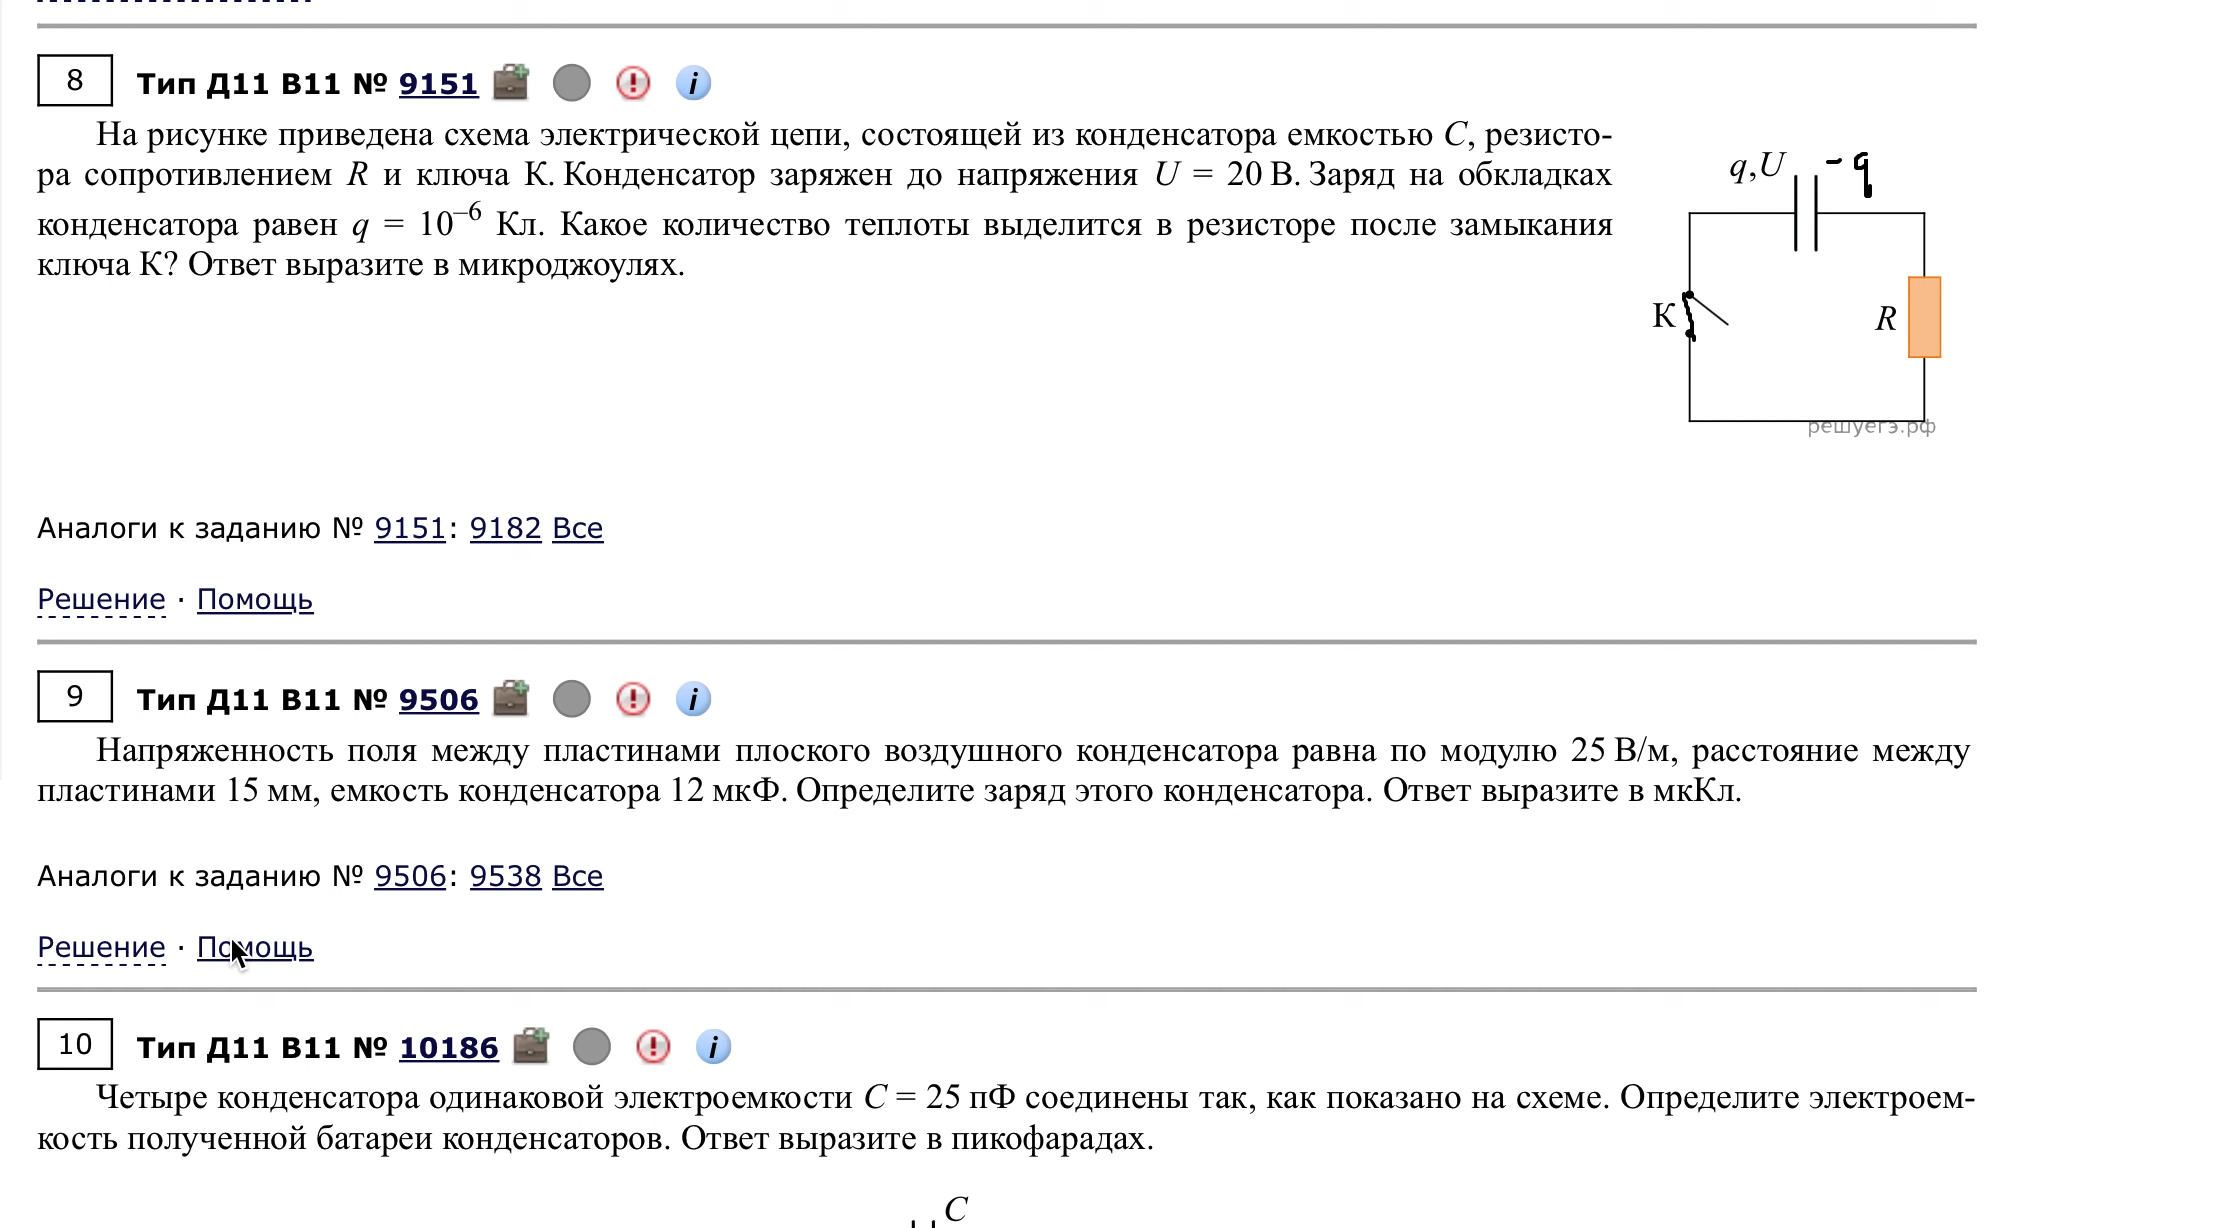 8 Тип Д11 B11 № 9151
На рисунке приведена схема электрической цепи, состоящей из конденсатора емкостью C, резисто-
ра сопротивлением R и ключа К. Конденсатор заряжен до напряжения U = 20 В. Заряд на обкладках
конденсатора равен q = 10⁻⁶ Кл. Какое количество теплоты выделится в резисторе после замыкания
ключа К? Ответ выразите в микроджоулях.
q,U -q
К R
решуегэ.рф
Аналоги к заданию № 9151: 9182 Все
Решение · Помощь
9 Тип Д11 B11 № 9506
Напряженность поля между пластинами плоского воздушного конденсатора равна по модулю 25 В/м, расстояние между
пластинами 15 мм, емкость конденсатора 12 мкФ. Определите заряд этого конденсатора. Ответ выразите в мкКл.
Аналоги к заданию № 9506: 9538 Все
Решение · Помощь
10 Тип Д11 B11 № 10186
Четыре конденсатора одинаковой электроемкости C = 25 пФ соединены так, как показано на схеме. Определите электроем-
кость полученной батареи конденсаторов. Ответ выразите в пикофарадах.
C